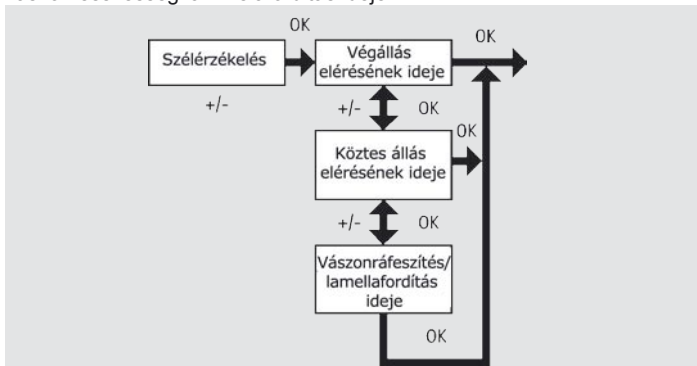 OK
OK
Szélérzékelés
Végállás
elérésének ideje
+/-
+/-
OK
OK
Köztes állás
elérésének ideje
+/-
OK
Vászonráfeszítés/
lamellafordítás
ideje
OK